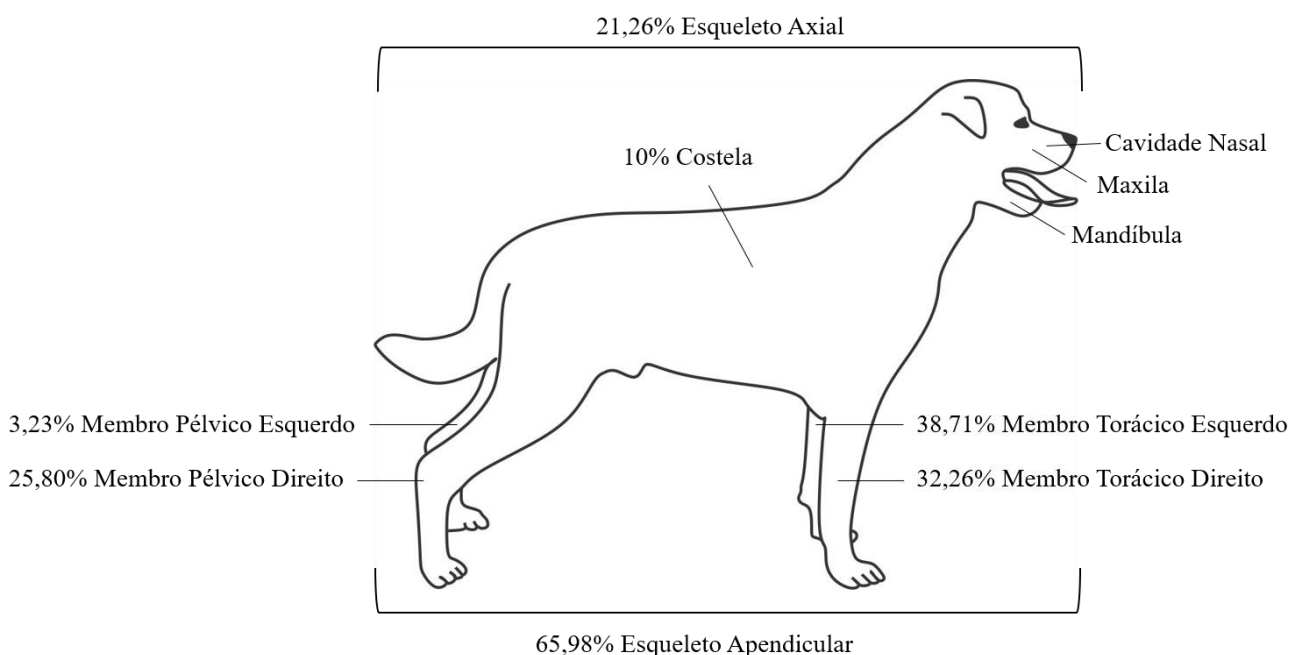 21,26% Esqueleto Axial
Cavidade Nasal
10% Costela
Maxila
Mandíbula
3,23% Membro Pélvico Esquerdo
38,71% Membro Torácico Esquerdo
25,80% Membro Pélvico Direito
32,26% Membro Torácico Direito
65,98% Esqueleto Apendicular